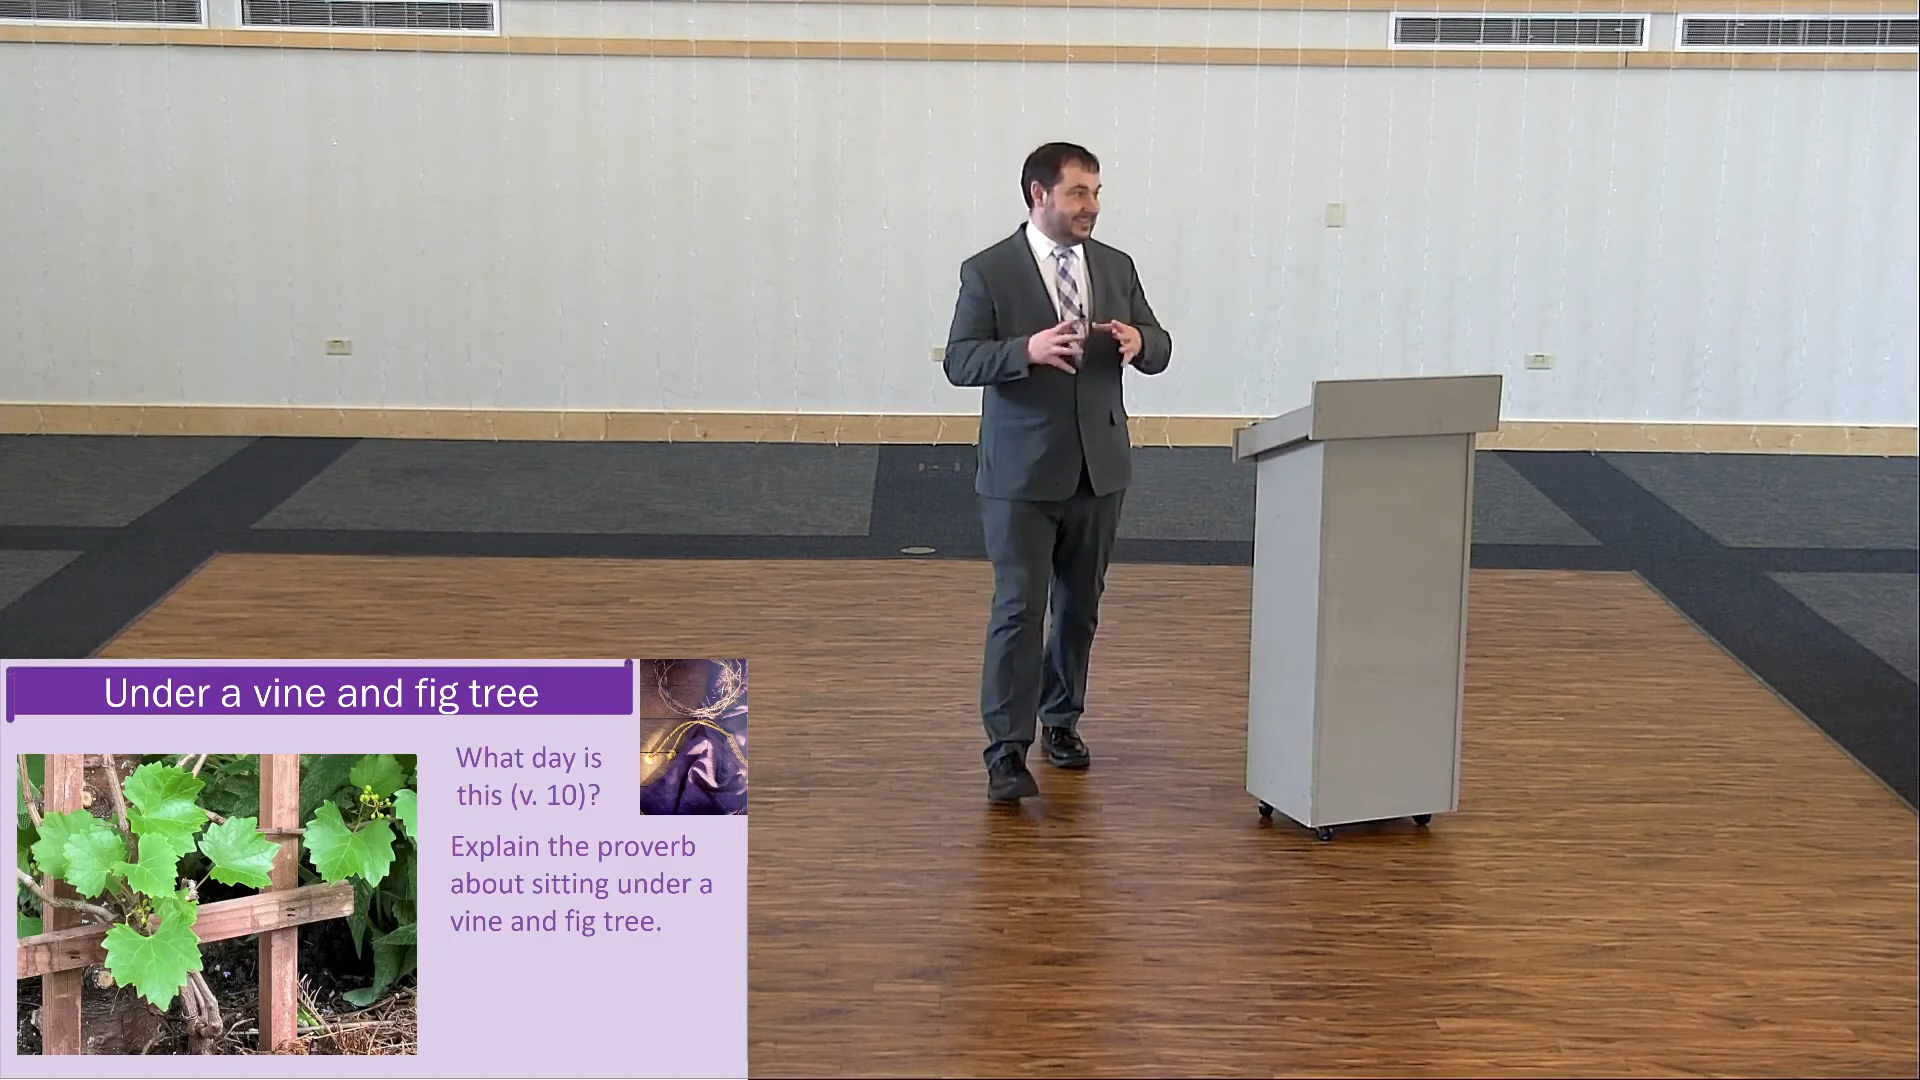 Under a vine and fig tree
What day is
this (v. 10)?
Explain the proverb
about sitting under a
vine and fig tree.